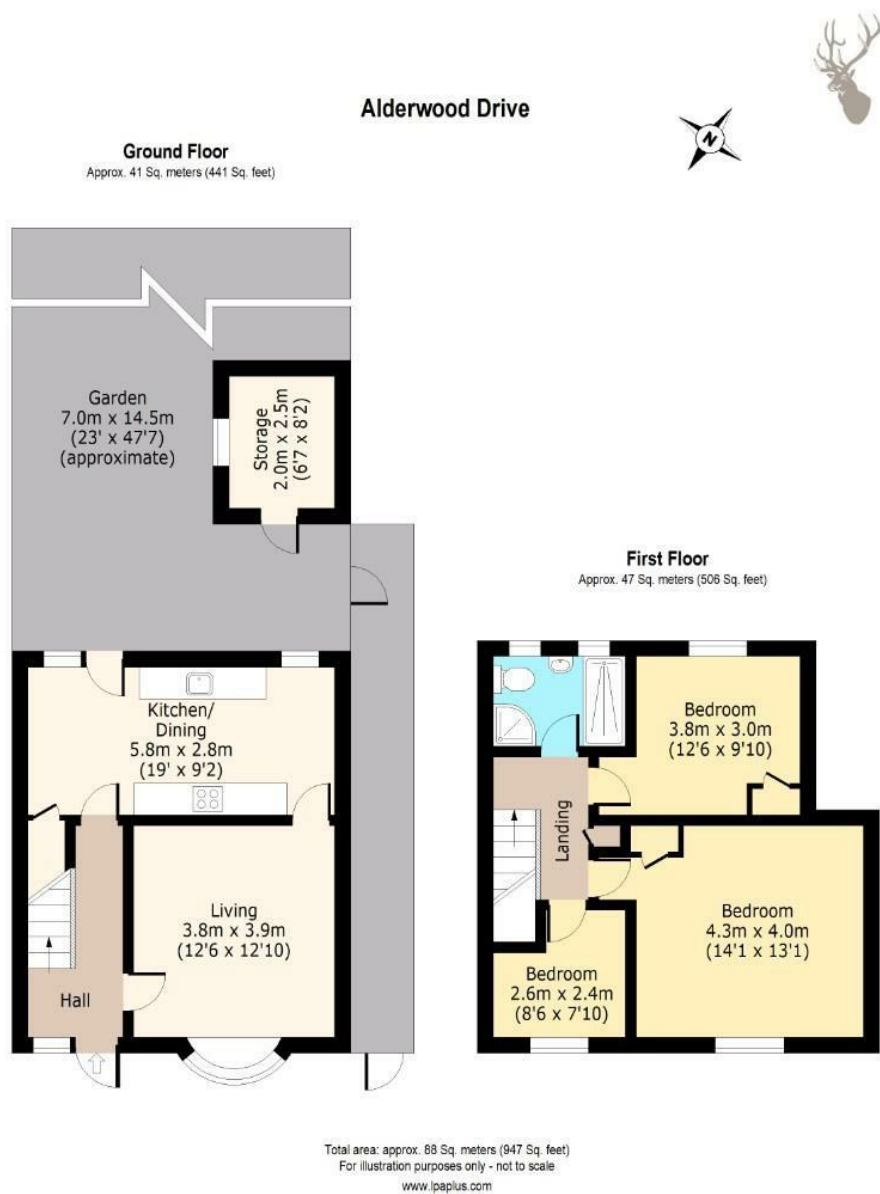 Alderwood Drive
N
Ground Floor
Approx. 41 Sq. meters (441 Sq. feet)
Garden
7.0m x 14.5m
(23' x 47'7)
(approximate)
Storage
2.0m x 2.5m
(6'7 x 8'2)
Kitchen/
Dining
5.8m x 2.8m
(19' x 9'2)
Living
3.8m x 3.9m
(12'6 x 12'10)
Hall
First Floor
Approx. 47 Sq. meters (506 Sq. feet)
Bedroom
3.8m x 3.0m
(12'6 x 9'10)
Landing
Bedroom
4.3m x 4.0m
(14'1 x 13'1)
Bedroom
2.6m x 2.4m
(8'6 x 7'10)
Total area: approx. 88 Sq. meters (947 Sq. feet)
For illustration purposes only - not to scale
www.lpaplus.com